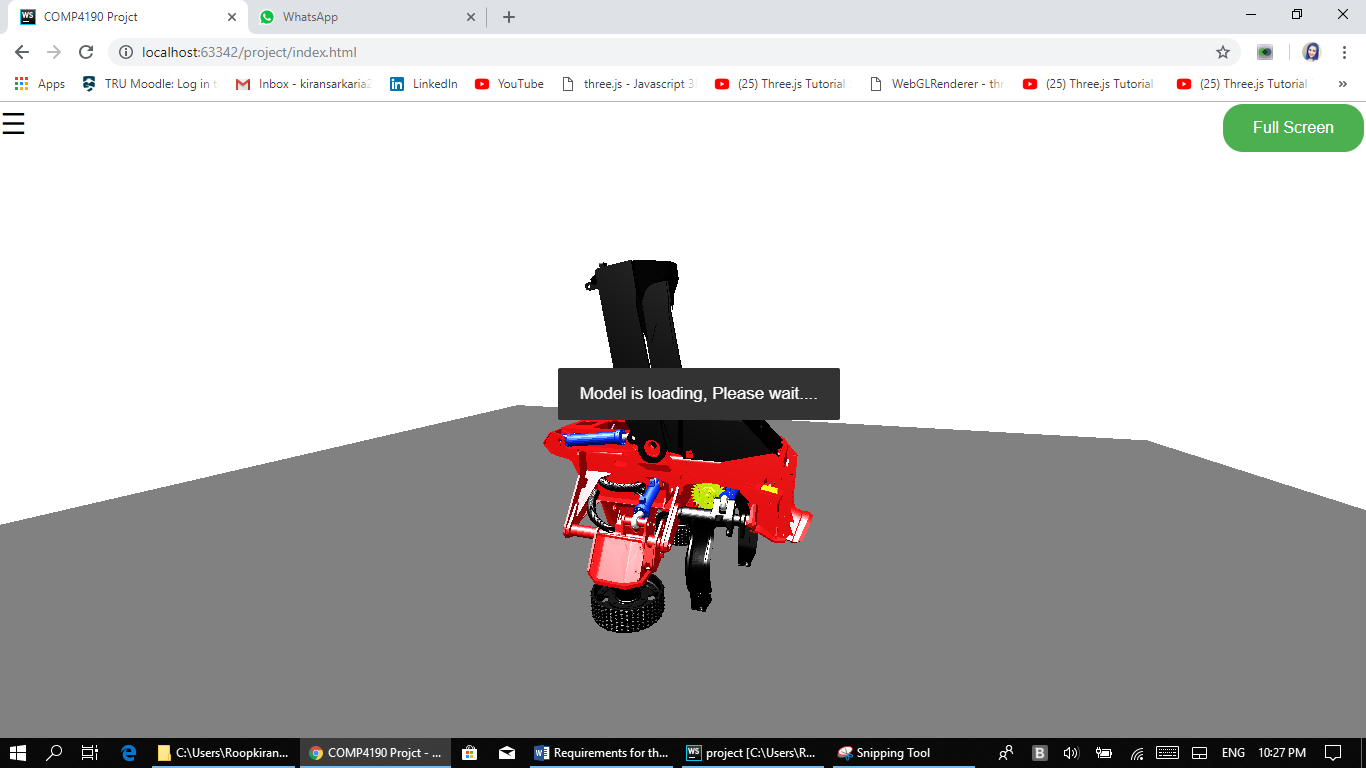 WS COMP4190 Projct
WhatsApp
localhost:63342/project/index.html
Apps TRU Moodle: Log in t Inbox - kiransarkaria2 LinkedIn YouTube three.js - Javascript 3 (25) Three.js Tutorial WebGLRenderer - thr (25) Three.js Tutorial (25) Three.js Tutorial »
Full Screen
Model is loading, Please wait....
C:\Users\Roopkiran... COMP4190 Projct - ... Requirements for th... WS project [C:\Users\R... Snipping Tool B ENG 10:27 PM